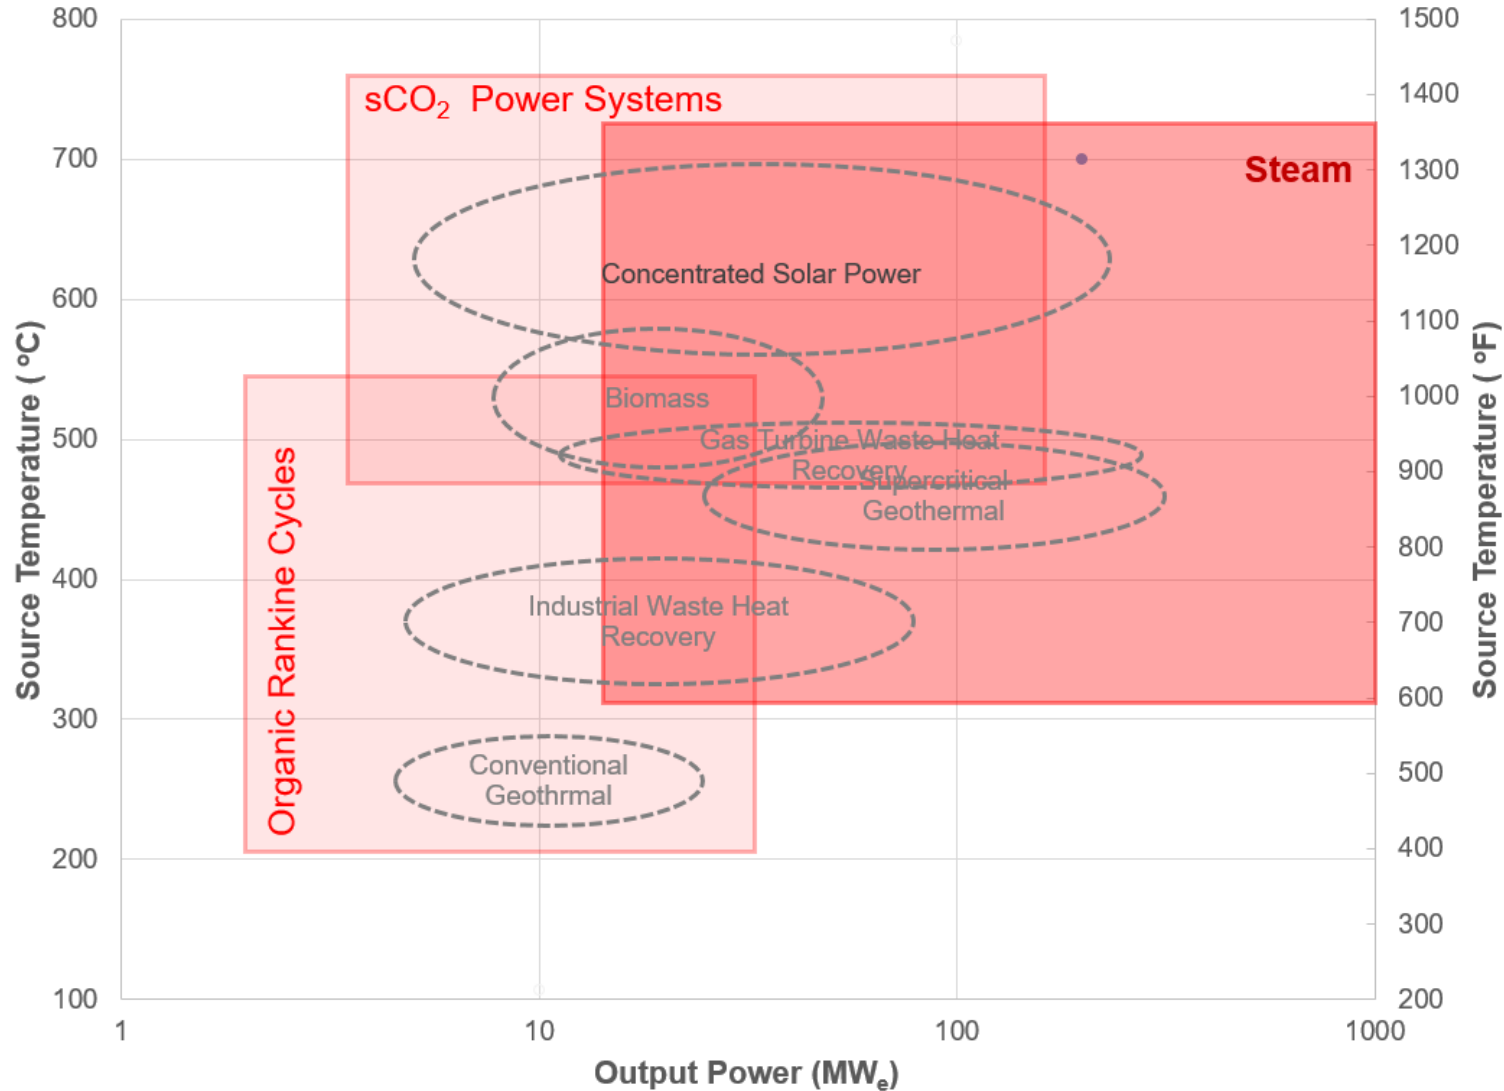 800
700
600
500
400
300
200
100
Source Temperature ( °C)
1500
1400
1300
1200
1100
1000
900
800
700
600
500
400
300
200
Source Temperature ( °F)
sCO₂ Power Systems
Steam
Concentrated Solar Power
Biomass
Gas Turbine Waste Heat
Recovery
Supercritical
Geothermal
Organic Rankine Cycles
Industrial Waste Heat
Recovery
Conventional
Geothrmal
1
10
100
1000
Output Power (MWₑ)